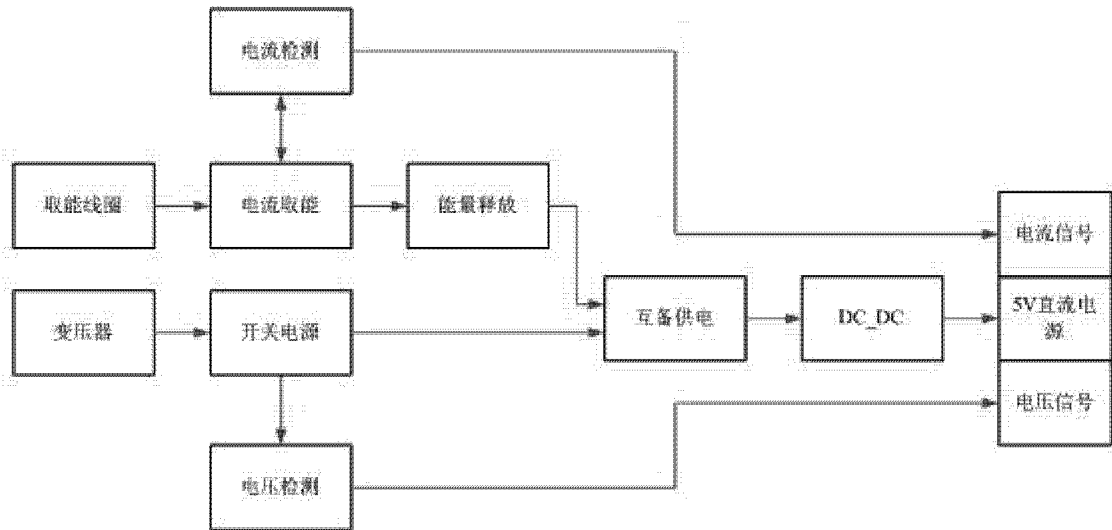 电流检测
取能线圈
电流取能
能量释放
电流信号
变压器
开关电源
互备供电
DC_DC
5V直流电
源
电压信号
电压检测